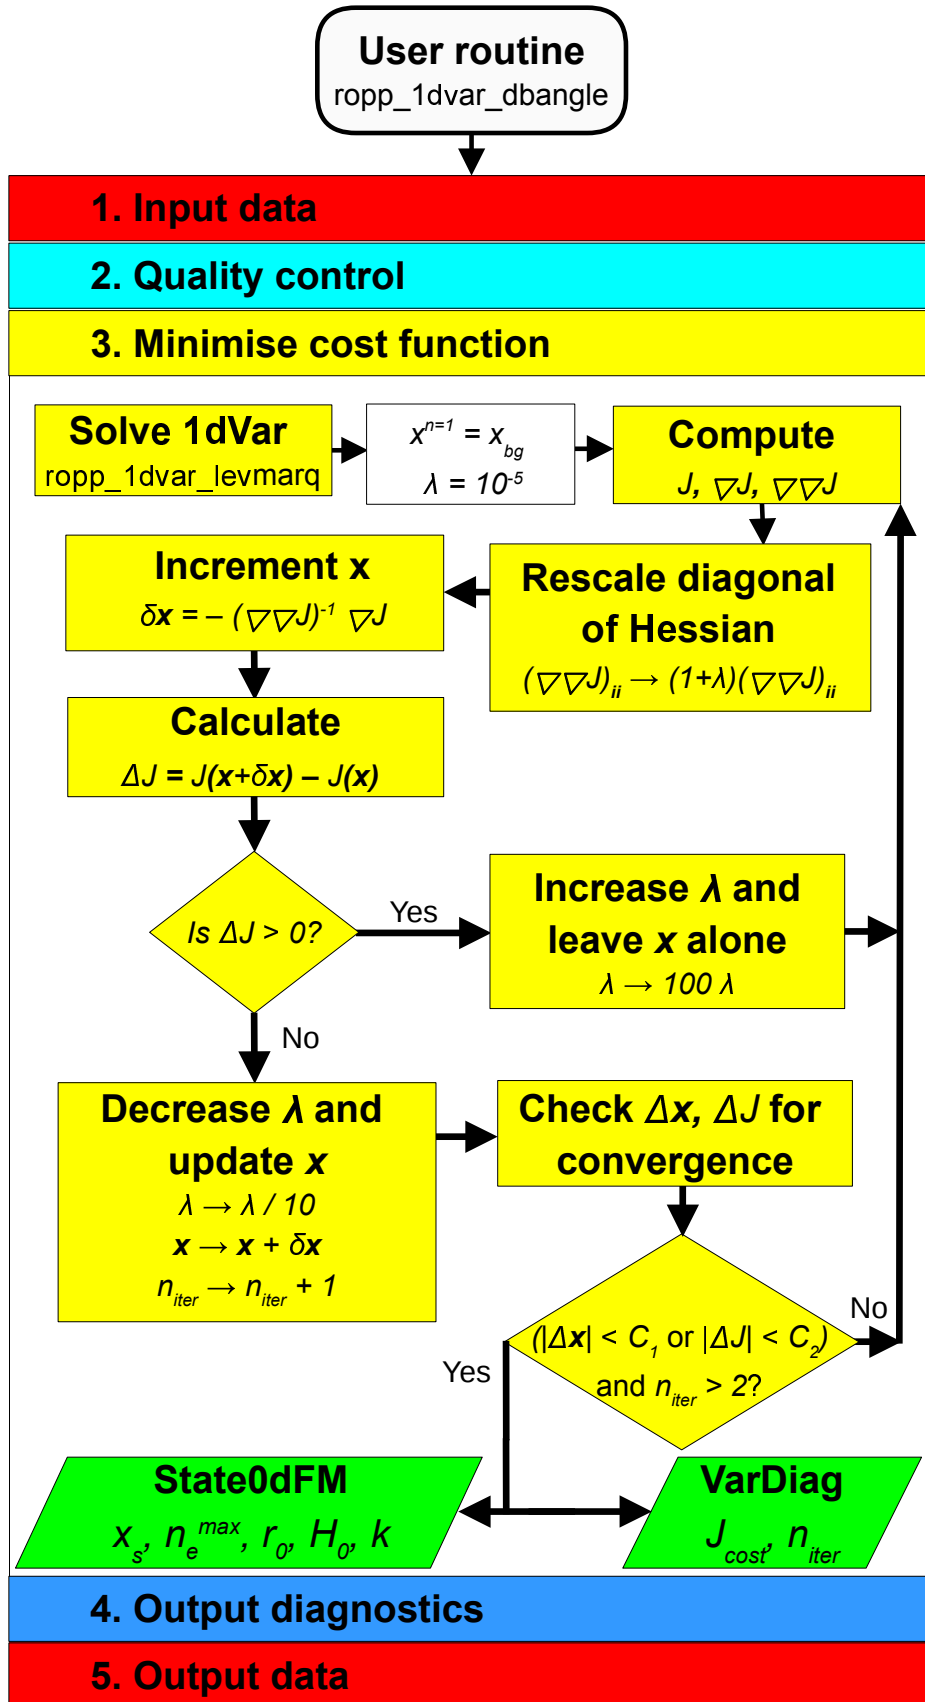 User routine
ropp_1dvar_dbangle
1. Input data
2. Quality control
3. Minimise cost function
Solve 1dVar
ropp_1dvar_levmarq
x^{n=1} = x_{bg}
λ = 10^{-5}
Compute
J, ∇J, ∇∇J
Increment x
δx = – (∇∇J)^{-1} ∇J
Rescale diagonal
of Hessian
(∇∇J)_{ii} → (1+λ)(∇∇J)_{ii}
Calculate
ΔJ = J(x+δx) – J(x)
Is ΔJ > 0?
Yes
Increase λ and
leave x alone
λ → 100 λ
No
Decrease λ and
update x
λ → λ / 10
x → x + δx
n_{iter} → n_{iter} + 1
Check Δx, ΔJ for
convergence
(|Δx| < C_1 or |ΔJ| < C_2)
and n_{iter} > 2?
No
Yes
State0dFM
x_s, n_e^{max}, r_0, H_0, k
VarDiag
J_{cost}, n_{iter}
4. Output diagnostics
5. Output data